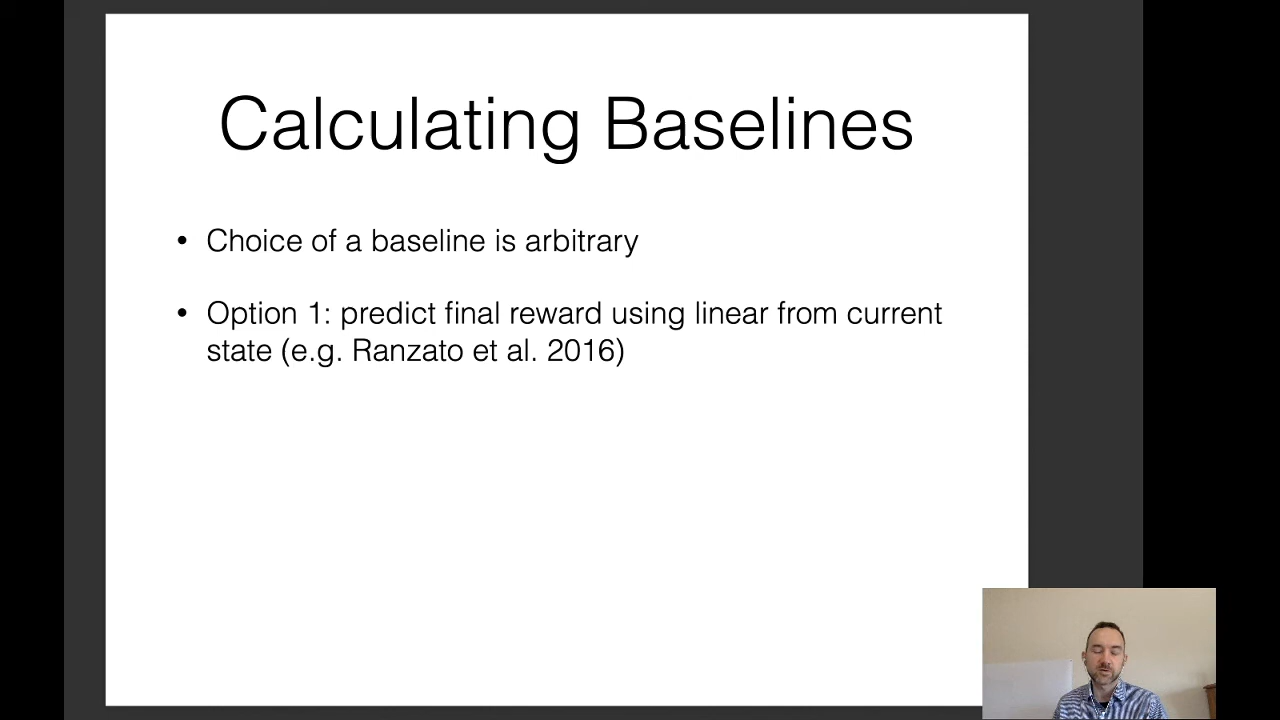 Calculating Baselines
• Choice of a baseline is arbitrary
• Option 1: predict final reward using linear from current
state (e.g. Ranzato et al. 2016)